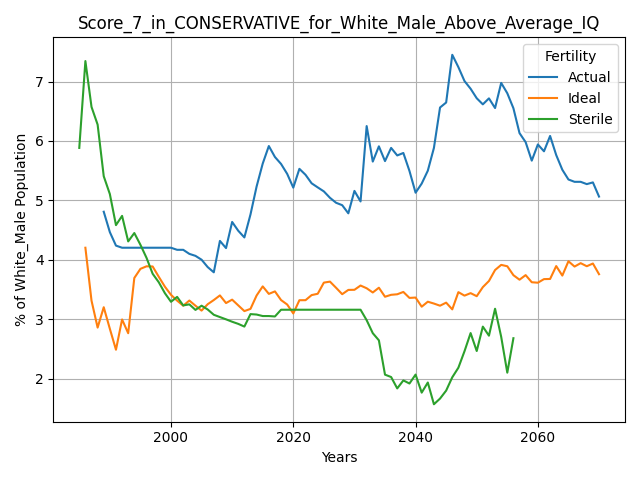 Score_7_in_CONSERVATIVE_for_White_Male_Above_Average_IQ
Fertility
Actual
Ideal
Sterile
% of White_Male Population
7
6
5
4
3
2
2000 2020 2040 2060
Years